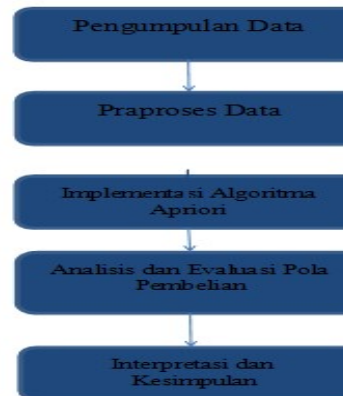 Pengumpulan Data
Praproses Data
Implementasi Algoritma
Apriori
Analisis dan Evaluasi Pola
Pembelian
Interpretasi dan
Kesimpulan